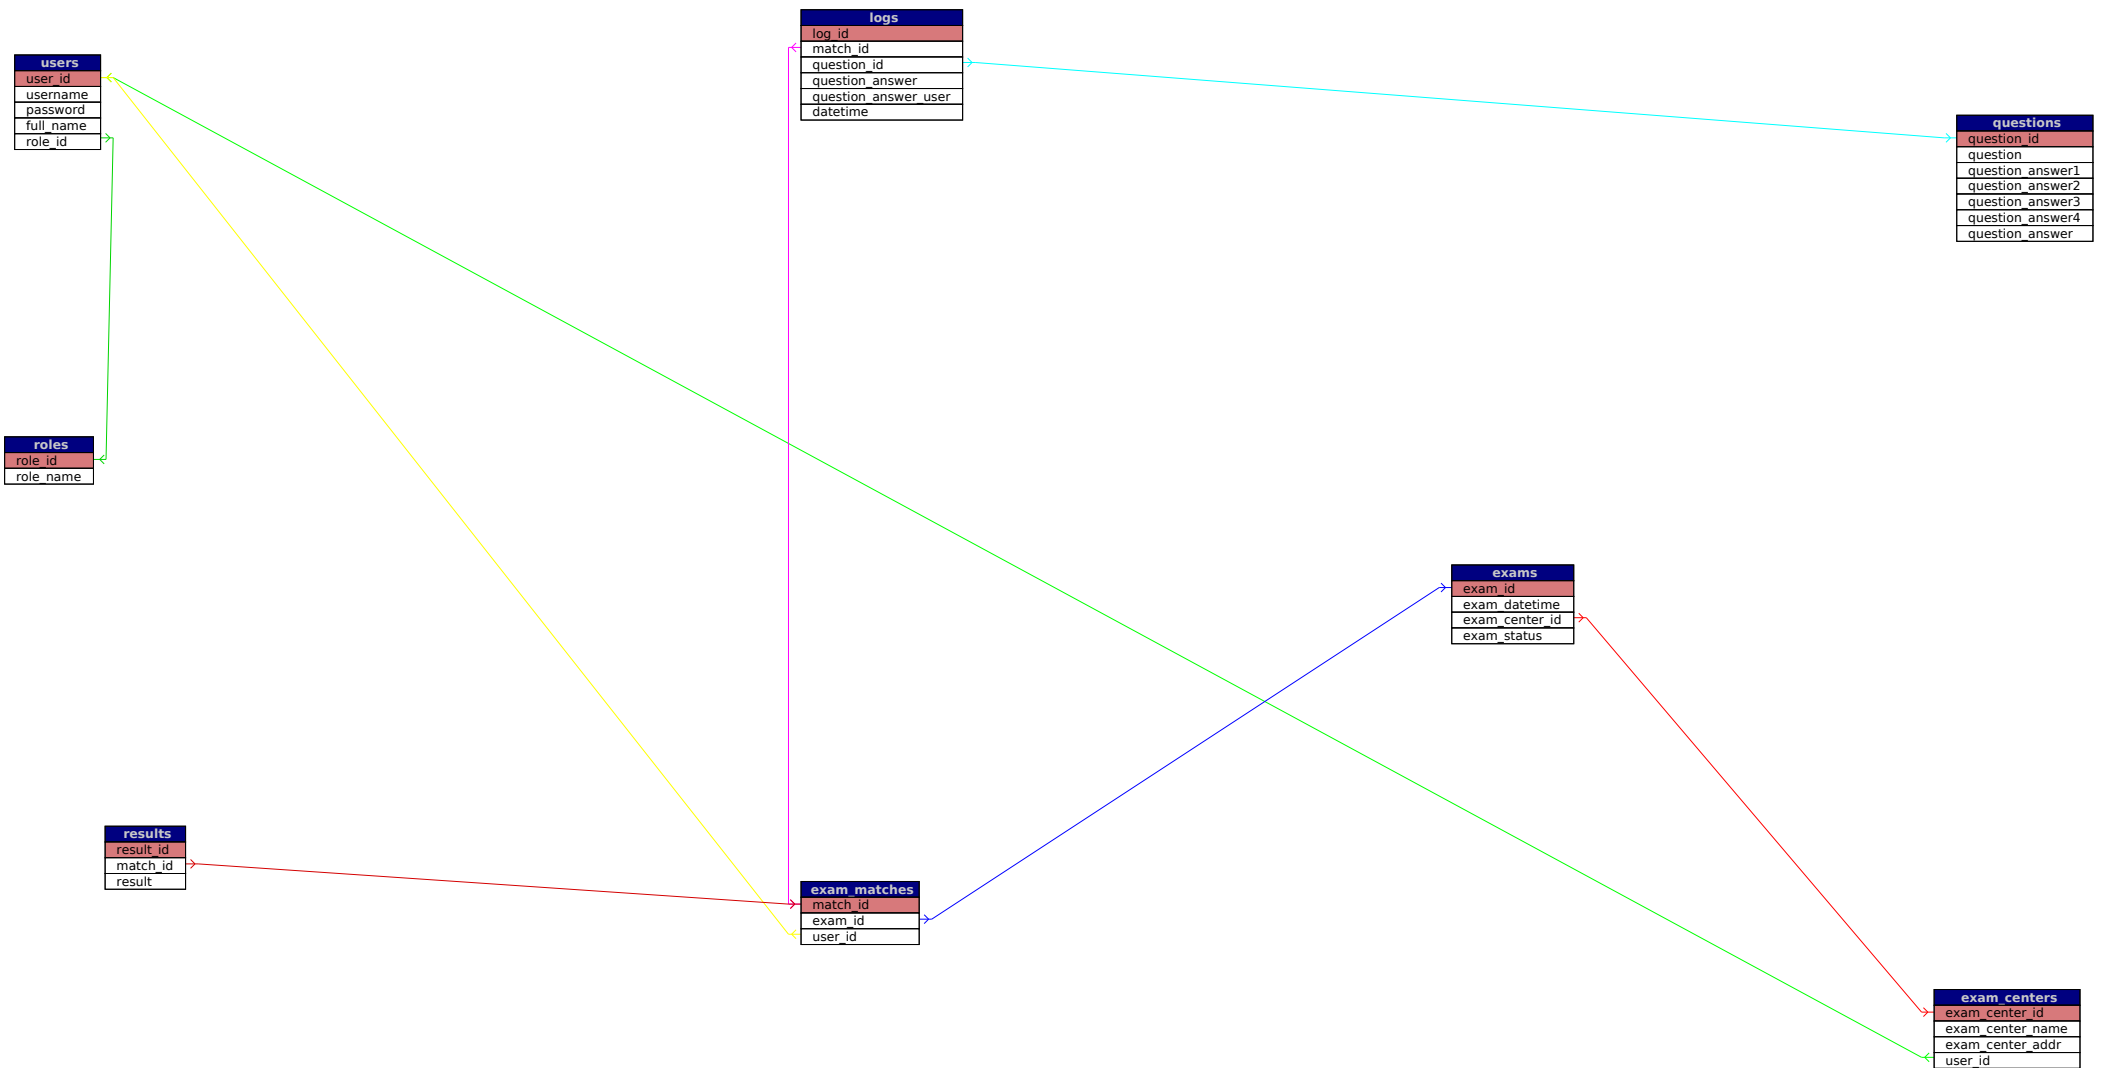 logs
log_id
match_id
question_id
question_answer
question_answer_user
datetime
users
user_id
username
password
full_name
role_id
questions
question_id
question
question_answer1
question_answer2
question_answer3
question_answer4
question_answer
roles
role_id
role_name
exams
exam_id
exam_datetime
exam_center_id
exam_status
results
result_id
match_id
result
exam_matches
match_id
exam_id
user_id
exam_centers
exam_center_id
exam_center_name
exam_center_addr
user_id